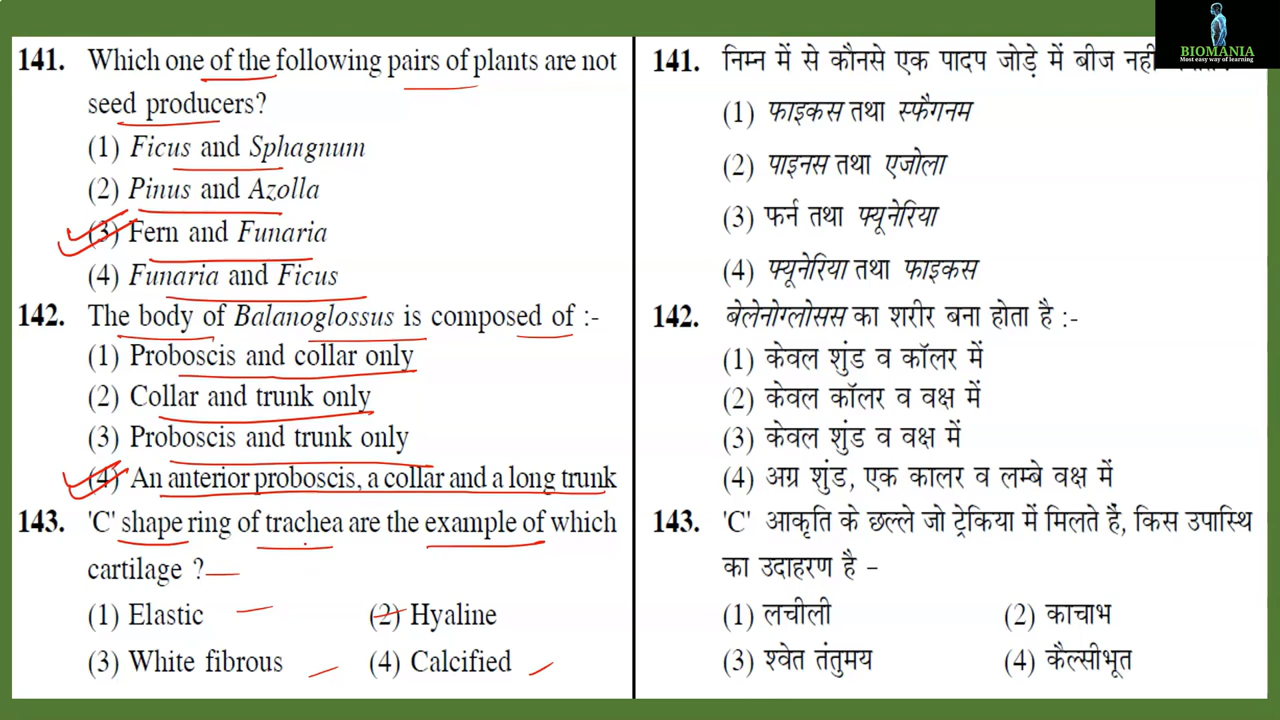 BIOMANIA
Most easy way of learning
141. Which one of the following pairs of plants are not
seed producers?
(1) Ficus and Sphagnum
(2) Pinus and Azolla
(3) Fern and Funaria
(4) Funaria and Ficus
142. The body of Balanoglossus is composed of :-
(1) Proboscis and collar only
(2) Collar and trunk only
(3) Proboscis and trunk only
(4) An anterior proboscis, a collar and a long trunk
143. 'C' shape ring of trachea are the example of which
cartilage ?
(1) Elastic (2) Hyaline
(3) White fibrous (4) Calcified
141. निम्न में से कौनसे एक पादप जोड़े में बीज नही
(1) फाइकस तथा स्फैगनम
(2) पाइनस तथा एजोला
(3) फर्न तथा फ्यूनेरिया
(4) फ्यूनेरिया तथा फाइकस
142. बेलेनोग्लोसस का शरीर बना होता है :-
(1) केवल शुंड व कॉलर में
(2) केवल कॉलर व वक्ष में
(3) केवल शुंड व वक्ष में
(4) अग्र शुंड, एक कालर व लम्बे वक्ष में
143. 'C' आकृति के छल्ले जो ट्रेकिया में मिलते हैं, किस उपास्थि
का उदाहरण है -
(1) लचीली (2) काचाभ
(3) श्वेत तंतुमय (4) कैल्सीभूत